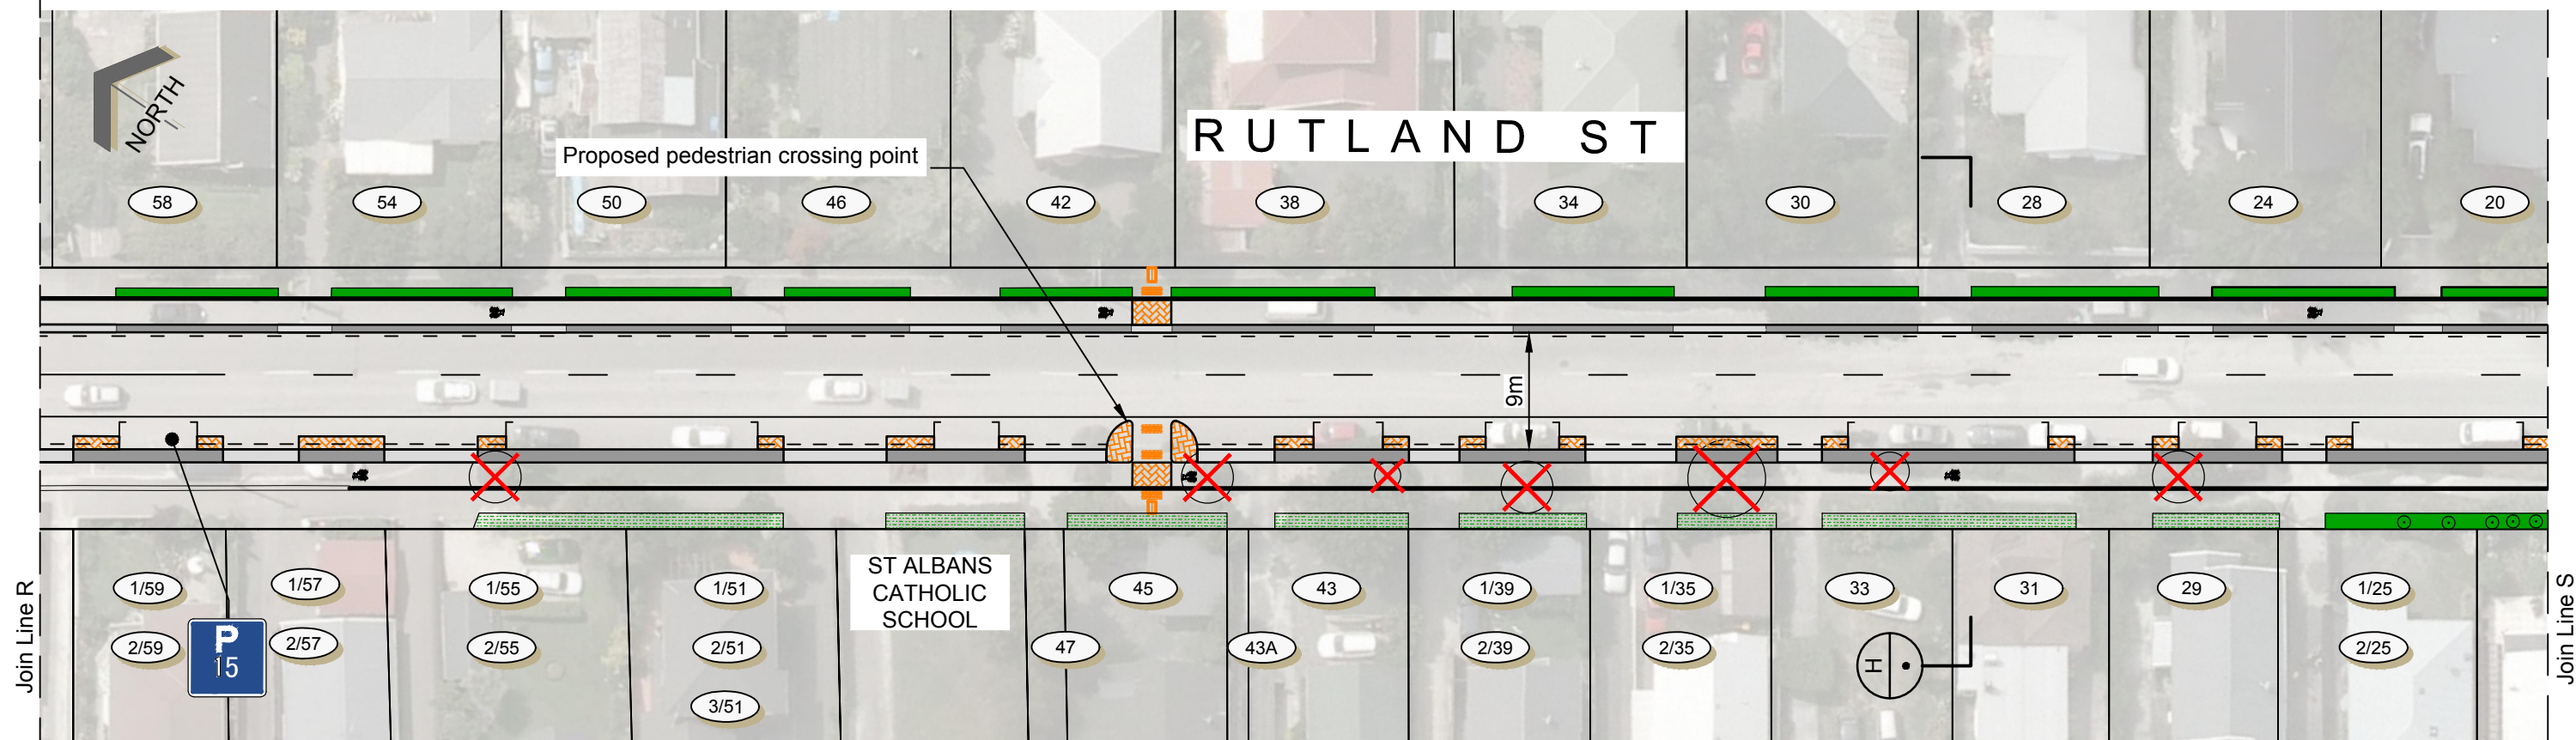 NORTH
RUTLAND ST
Proposed pedestrian crossing point
58
54
50
46
42
38
34
30
28
24
20
9m
Join Line R
Join Line S
1/59
1/57
1/55
1/51
ST ALBANS
CATHOLIC
SCHOOL
45
43
1/39
1/35
33
31
29
1/25
2/59
P
15
2/57
2/55
2/51
47
43A
2/39
2/35
H
2/25
3/51